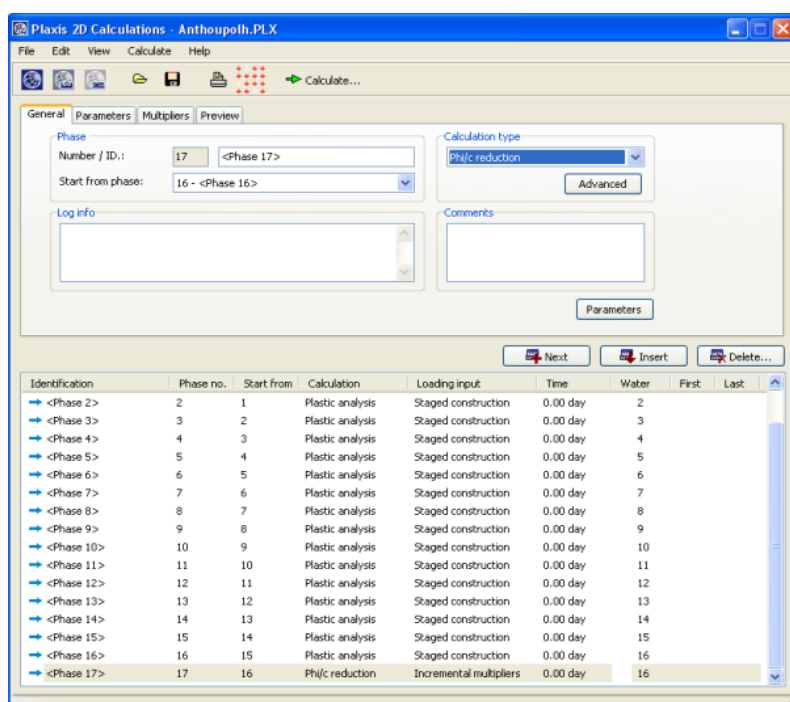 Plaxis 2D Calculations - Anthoupolh.PLX
File Edit View Calculate Help
Calculate...
General Parameters Multipliers Preview
Phase
Number / ID.: 17 <Phase 17>
Start from phase: 16 - <Phase 16>
Calculation type
Phi/c reduction
Advanced
Log info
Comments
Parameters
Next Insert Delete...
Identification Phase no. Start from Calculation Loading input Time Water First Last
<Phase 2> 2 1 Plastic analysis Staged construction 0.00 day 2
<Phase 3> 3 2 Plastic analysis Staged construction 0.00 day 3
<Phase 4> 4 3 Plastic analysis Staged construction 0.00 day 4
<Phase 5> 5 4 Plastic analysis Staged construction 0.00 day 5
<Phase 6> 6 5 Plastic analysis Staged construction 0.00 day 6
<Phase 7> 7 6 Plastic analysis Staged construction 0.00 day 7
<Phase 8> 8 7 Plastic analysis Staged construction 0.00 day 8
<Phase 9> 9 8 Plastic analysis Staged construction 0.00 day 9
<Phase 10> 10 9 Plastic analysis Staged construction 0.00 day 10
<Phase 11> 11 10 Plastic analysis Staged construction 0.00 day 11
<Phase 12> 12 11 Plastic analysis Staged construction 0.00 day 12
<Phase 13> 13 12 Plastic analysis Staged construction 0.00 day 13
<Phase 14> 14 13 Plastic analysis Staged construction 0.00 day 14
<Phase 15> 15 14 Plastic analysis Staged construction 0.00 day 15
<Phase 16> 16 15 Plastic analysis Staged construction 0.00 day 16
<Phase 17> 17 16 Phi/c reduction Incremental multipliers 0.00 day 16